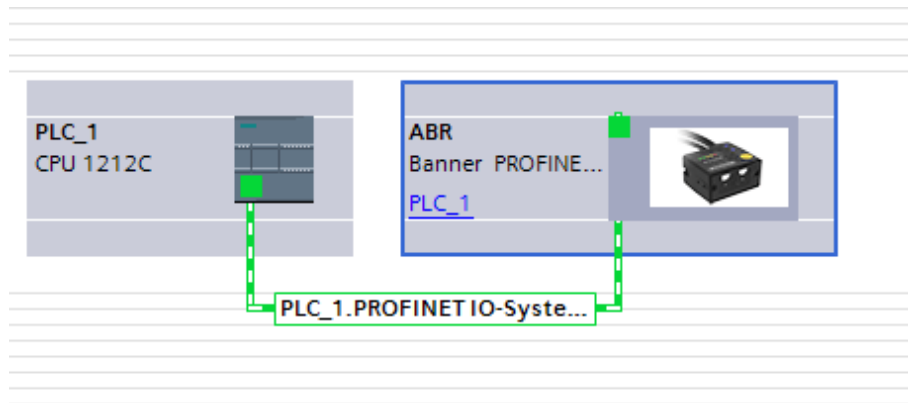 PLC_1
CPU 1212C
ABR
Banner PROFINE...
PLC_1
PLC_1.PROFINET IO-Syste...